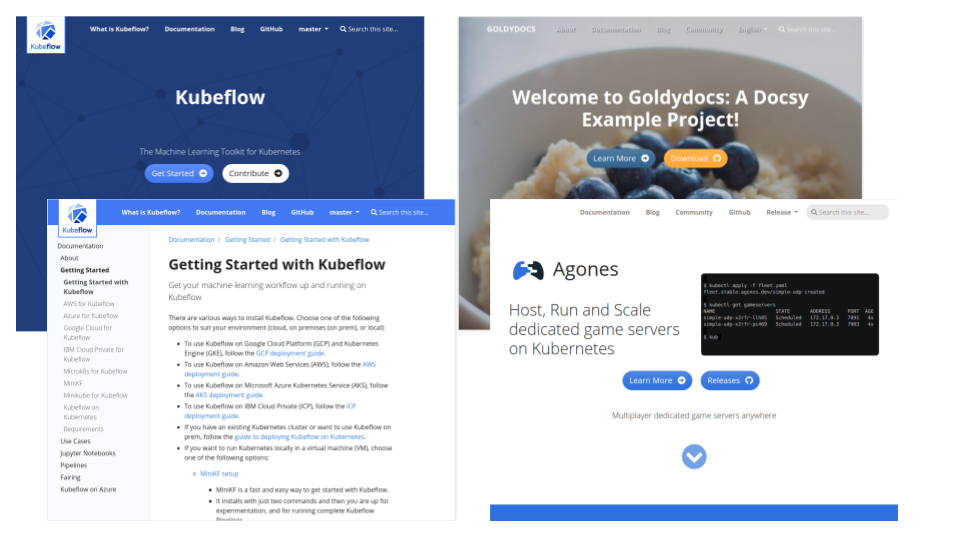 Kubeflow
What is Kubeflow?
Documentation
Blog
GitHub
master
Search this site...
Kubeflow
The Machine Learning Toolkit for Kubernetes
Get Started
Contribute
GOLDYDOCS
About
Documentation
Blog
Community
English
Search this site...
Welcome to Goldydocs: A Docsy
Example Project!
Learn More
Download
Kubeflow
What is Kubeflow?
Documentation
Blog
GitHub
master
Search this site...
Documentation
About
Getting Started
Getting Started with
Kubeflow
AWS for Kubeflow
Azure for Kubeflow
Google Cloud for
Kubeflow
IBM Cloud Private for
Kubeflow
Microk8s for Kubeflow
MiniKF
Minikube for Kubeflow
Kubeflow on
Kubernetes
Requirements
Use Cases
Jupyter Notebooks
Pipelines
Fairing
Kubeflow on Azure
Documentation / Getting Started / Getting Started with Kubeflow
Getting Started with Kubeflow
Get your machine-learning workflow up and running on
Kubeflow
There are various ways to install Kubeflow. Choose one of the following
options to suit your environment (cloud, on premises (on prem), or local):
• To use Kubeflow on Google Cloud Platform (GCP) and Kubernetes
Engine (GKE), follow the GCP deployment guide.
• To use Kubeflow on Amazon Web Services (AWS), follow the AWS
deployment guide.
• To use Kubeflow on Microsoft Azure Kubernetes Service (AKS), follow
the AKS deployment guide.
• To use Kubeflow on IBM Cloud Private (ICP), follow the ICP
deployment guide.
• If you have an existing Kubernetes cluster or want to use Kubeflow on
prem, follow the guide to deploying Kubeflow on Kubernetes.
• If you want to run Kubeflow locally in a virtual machine (VM), choose
one of the following options:
MiniKF setup
• MiniKF is a fast and easy way to get started with Kubeflow.
• It installs with just two commands and then you are up for
experimentation, and for running complete Kubeflow
Pipelines.
Documentation
Blog
Community
Github
Release
Search this site...
Agones
Host, Run and Scale
dedicated game servers
on Kubernetes
$ kubectl apply -f fleet.yaml
fleet.stable.agones.dev/simple-udp created
$ kubectl get gameservers
NAME STATE ADDRESS PORT AGE
simple-udp-x2rfr-llh85 Scheduled 172.17.0.3 7091 4s
simple-udp-x2rfr-ps469 Scheduled 172.17.0.3 7083 4s
$ kub
Learn More
Releases
Multiplayer dedicated game servers anywhere